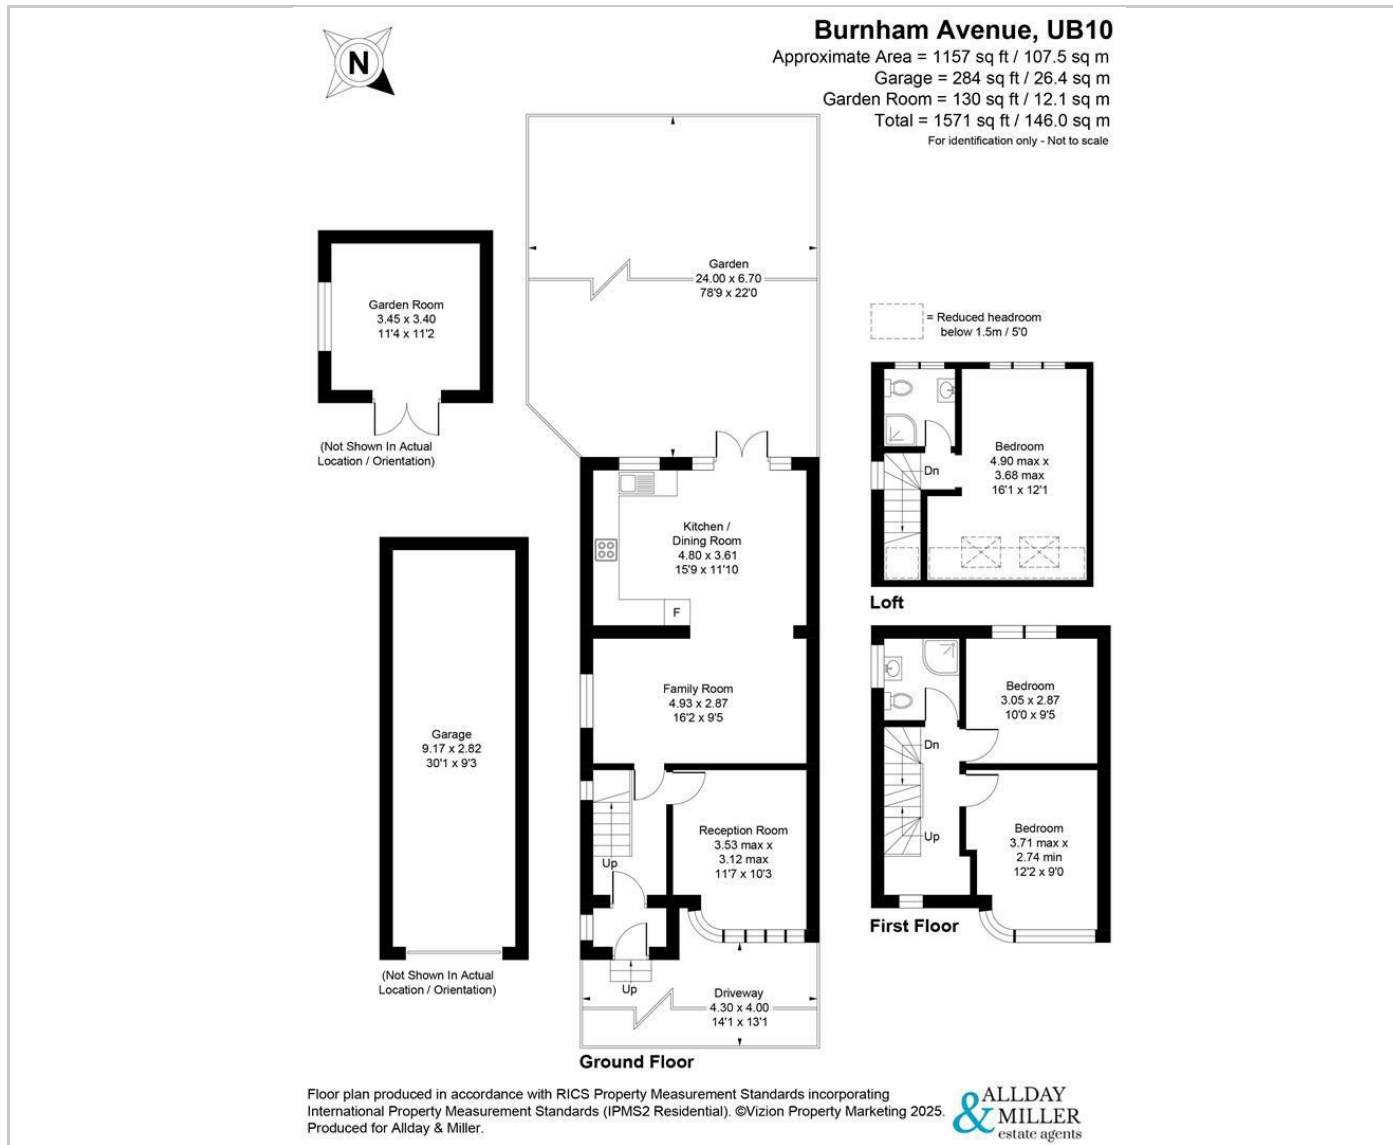 N
Burnham Avenue, UB10
Approximate Area = 1157 sq ft / 107.5 sq m
Garage = 284 sq ft / 26.4 sq m
Garden Room = 130 sq ft / 12.1 sq m
Total = 1571 sq ft / 146.0 sq m
For identification only - Not to scale
Garden
24.00 x 6.70
78'9 x 22'0
Garden Room
3.45 x 3.40
11'4 x 11'2
(Not Shown In Actual
Location / Orientation)
= Reduced headroom
below 1.5m / 5'0
Bedroom
4.90 max x
3.68 max
16'1 x 12'1
Dn
Loft
Kitchen /
Dining Room
4.80 x 3.61
15'9 x 11'10
F
Family Room
4.93 x 2.87
16'2 x 9'5
Garage
9.17 x 2.82
30'1 x 9'3
(Not Shown In Actual
Location / Orientation)
Reception Room
3.53 max x
3.12 max
11'7 x 10'3
Up
Up
Driveway
4.30 x 4.00
14'1 x 13'1
Ground Floor
Bedroom
3.05 x 2.87
10'0 x 9'5
Dn
Up
Bedroom
3.71 max x
2.74 min
12'2 x 9'0
First Floor
Floor plan produced in accordance with RICS Property Measurement Standards incorporating
International Property Measurement Standards (IPMS2 Residential). ©Vizion Property Marketing 2025.
Produced for Allday & Miller.
ALLDAY
& MILLER
estate agents